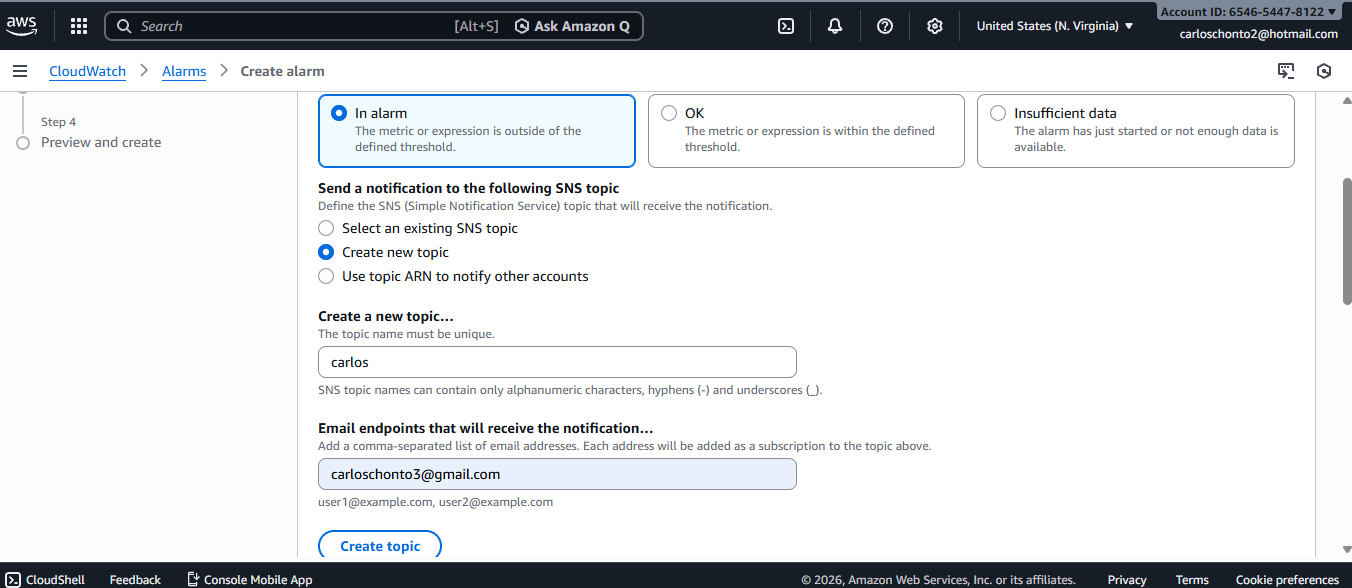 aws
Search
[Alt+S]
Ask Amazon Q
United States (N. Virginia)
Account ID: 6546-5447-8122
carloschonto2@hotmail.com
CloudWatch
Alarms
Create alarm
Step 4
Preview and create
In alarm
The metric or expression is outside of the
defined threshold.
OK
The metric or expression is within the defined
threshold.
Insufficient data
The alarm has just started or not enough data is
available.
Send a notification to the following SNS topic
Define the SNS (Simple Notification Service) topic that will receive the notification.
Select an existing SNS topic
Create new topic
Use topic ARN to notify other accounts
Create a new topic…
The topic name must be unique.
carlos
SNS topic names can contain only alphanumeric characters, hyphens (-) and underscores (_).
Email endpoints that will receive the notification…
Add a comma-separated list of email addresses. Each address will be added as a subscription to the topic above.
carloschonto3@gmail.com
user1@example.com, user2@example.com
Create topic
CloudShell
Feedback
Console Mobile App
© 2026, Amazon Web Services, Inc. or its affiliates.
Privacy
Terms
Cookie preferences